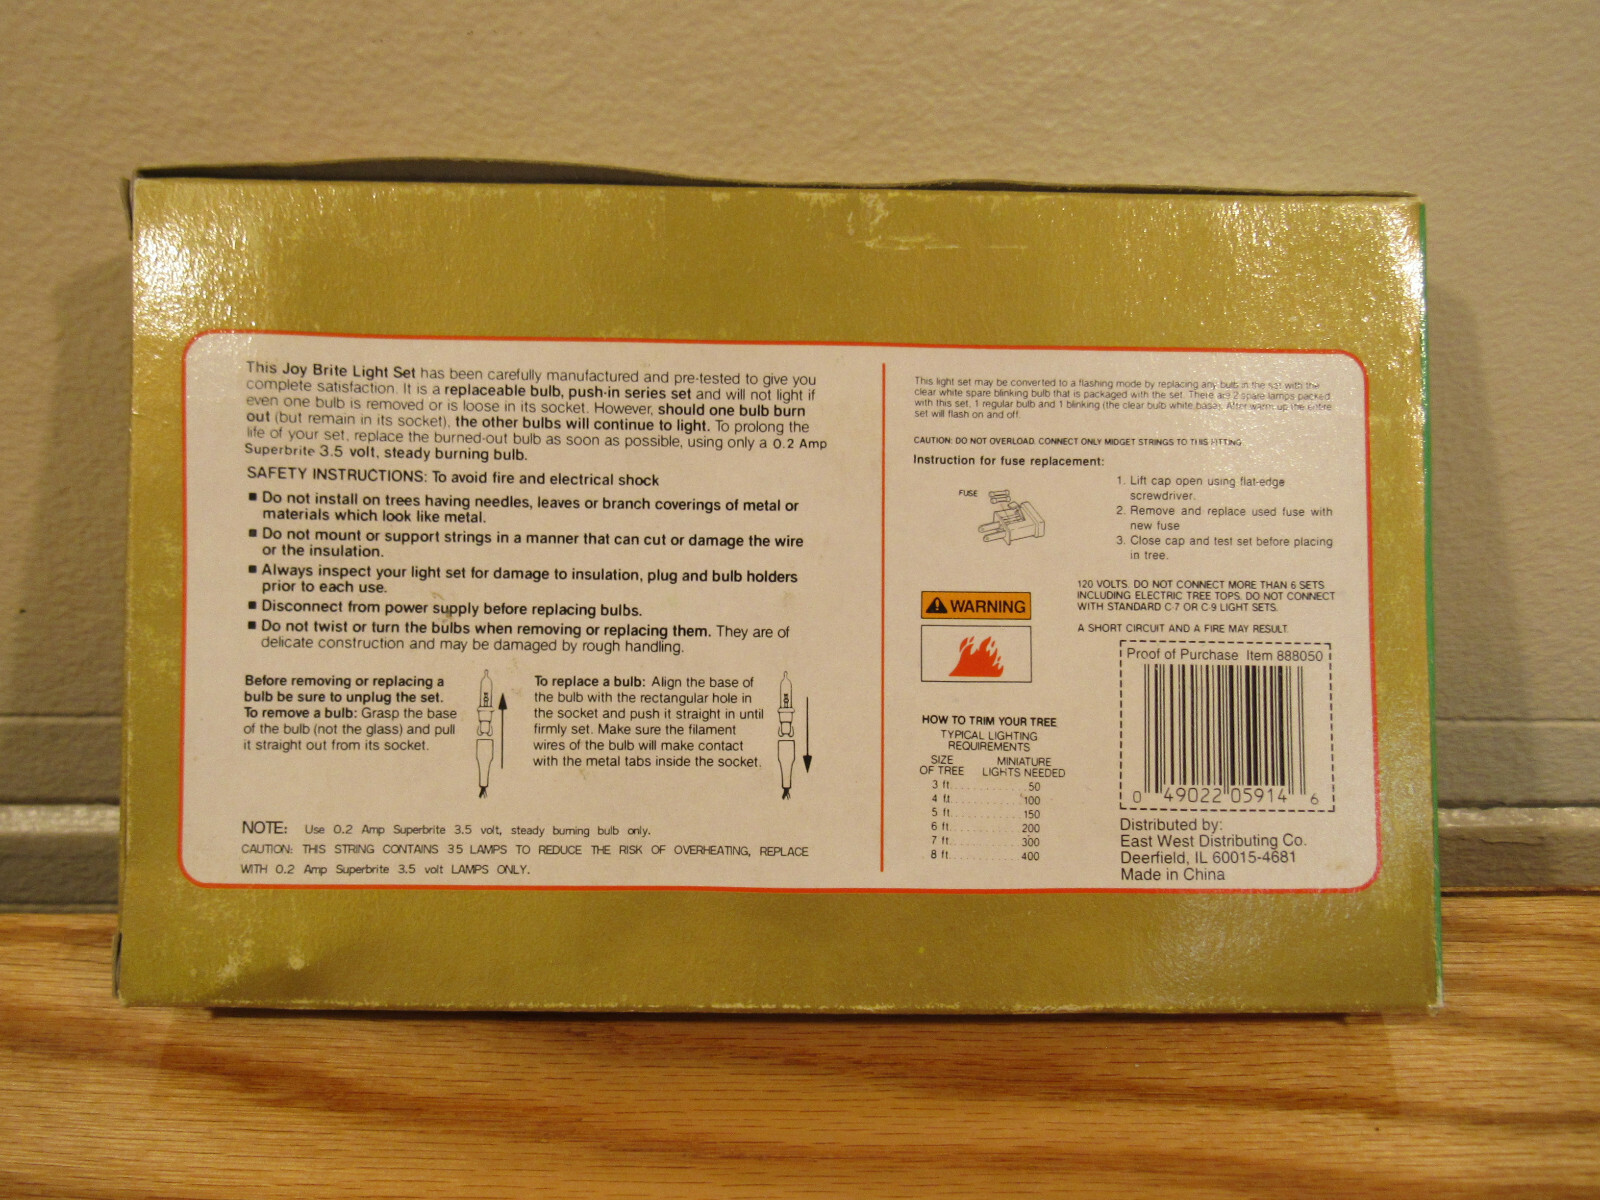 This Joy Brite Light Set has been carefully manufactured and pre-tested to give you
complete satisfaction. It is a replaceable bulb, push-in series set and will not light if
even one bulb is removed or is loose in its socket. However, should one bulb burn
out (but remain in its socket), the other bulbs will continue to light. To prolong the
life of your set, replace the burned-out bulb as soon as possible, using only a 0.2 Amp
Superbrite 3.5 volt, steady burning bulb.
SAFETY INSTRUCTIONS: To avoid fire and electrical shock
■ Do not install on trees having needles, leaves or branch coverings of metal or
materials which look like metal.
■ Do not mount or support strings in a manner that can cut or damage the wire
or the insulation.
■ Always inspect your light set for damage to insulation, plug and bulb holders
prior to each use.
■ Disconnect from power supply before replacing bulbs.
■ Do not twist or turn the bulbs when removing or replacing them. They are of
delicate construction and may be damaged by rough handling.
Before removing or replacing a
bulb be sure to unplug the set.
To remove a bulb: Grasp the base
of the bulb (not the glass) and pull
it straight out from its socket.
To replace a bulb: Align the base of
the bulb with the rectangular hole in
the socket and push it straight in until
firmly set. Make sure the filament
wires of the bulb will make contact
with the metal tabs inside the socket.
NOTE: Use 0.2 Amp Superbrite 3.5 volt, steady burning bulb only.
CAUTION: THIS STRING CONTAINS 35 LAMPS TO REDUCE THE RISK OF OVERHEATING, REPLACE
WITH 0.2 Amp Superbrite 3.5 volt LAMPS ONLY.
This light set may be converted to a flashing mode by replacing any bulb in the set with the
clear white spare blinking bulb that is packaged with the set. There are 2 spare lamps packed
with this set, 1 regular bulb and 1 blinking (the clear bulb white base). After warm up the entire
set will flash on and off.
CAUTION: DO NOT OVERLOAD. CONNECT ONLY MIDGET STRINGS TO THIS FITTING
Instruction for fuse replacement:
FUSE
1. Lift cap open using flat-edge
screwdriver.
2. Remove and replace used fuse with
new fuse
3. Close cap and test set before placing
in tree.
WARNING
120 VOLTS. DO NOT CONNECT MORE THAN 6 SETS
INCLUDING ELECTRIC TREE TOPS. DO NOT CONNECT
WITH STANDARD C-7 OR C-9 LIGHT SETS.
A SHORT CIRCUIT AND A FIRE MAY RESULT.
HOW TO TRIM YOUR TREE
TYPICAL LIGHTING
REQUIREMENTS
SIZE MINIATURE
OF TREE LIGHTS NEEDED
3 ft. 50
4 ft. 100
5 ft. 150
6 ft. 200
7 ft. 300
8 ft. 400
Proof of Purchase Item 888050
0 49022 05914 6
Distributed by:
East West Distributing Co.
Deerfield, IL 60015-4681
Made in China